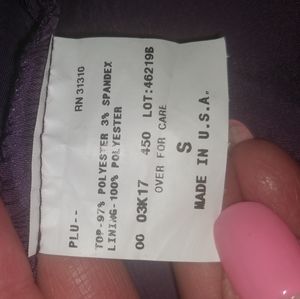 PLU-- RN 31310
TOP-97% POLYESTER 3% SPANDEX
LINING-100% POLYESTER
00 03K17 450 LOT:46219B
OVER FOR CARE
S
MADE IN U.S.A.